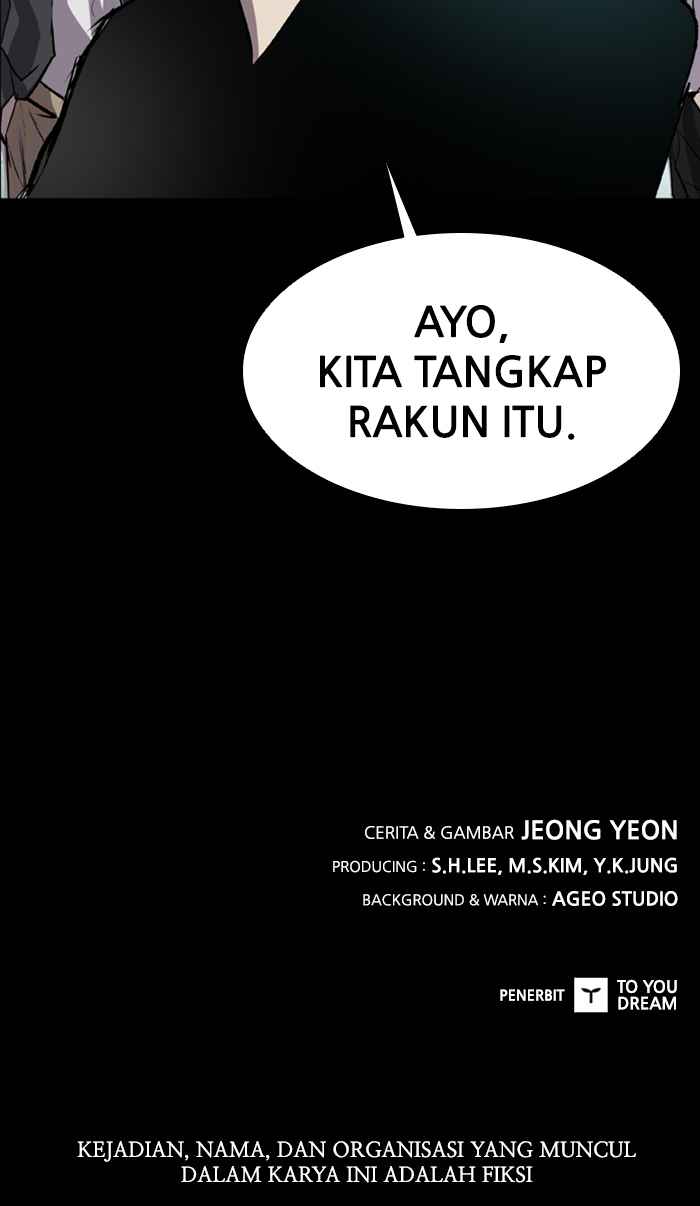 AYO,
KITA TANGKAP
RAKUN ITU.
CERITA & GAMBAR JEONG YEON
PRODUCING : S.H.LEE, M.S.KIM, Y.K.JUNG
BACKGROUND & WARNA : AGEO STUDIO
PENERBIT TO YOU
DREAM
KEJADIAN, NAMA, DAN ORGANISASI YANG MUNCUL
DALAM KARYA INI ADALAH FIKSI